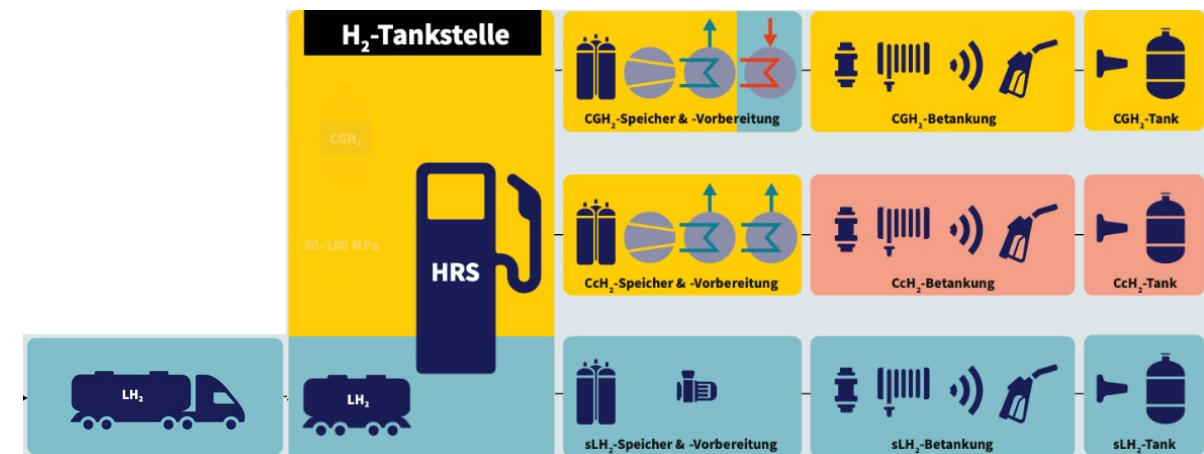 H₂-Tankstelle
CGH₂
50–100 MPa
HRS
LH₂
LH₂
CGH₂-Speicher & -Vorbereitung
CGH₂-Betankung
CGH₂-Tank
CcH₂-Speicher & -Vorbereitung
CcH₂-Betankung
CcH₂-Tank
sLH₂-Speicher & -Vorbereitung
sLH₂-Betankung
sLH₂-Tank